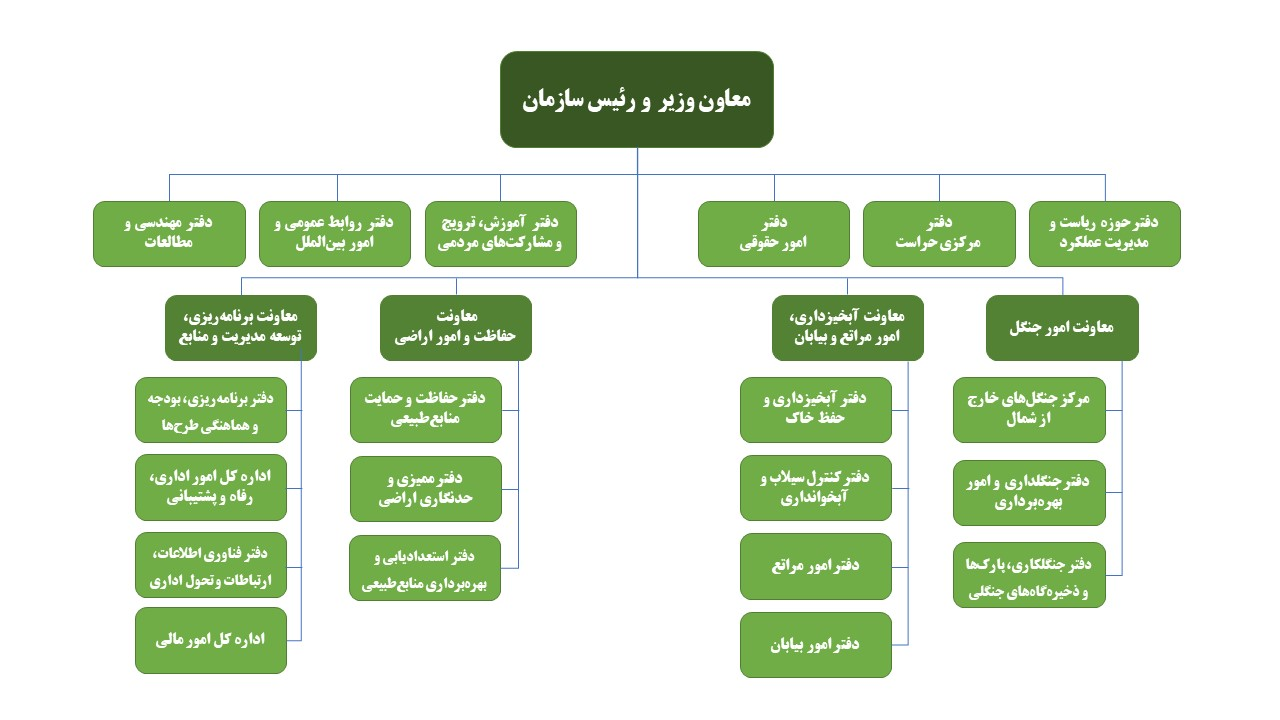 معاون وزیر و رئیس سازمان
دفتر حوزه ریاست و
مدیریت عملکرد
دفتر
مرکزی حراست
دفتر
امور حقوقی
دفتر آموزش، ترویج
و مشارکت‌های مردمی
دفتر روابط عمومی و
امور بین‌الملل
دفتر مهندسی و
مطالعات
معاونت امور جنگل
مرکز جنگل‌های خارج
از شمال
دفتر جنگلداری و امور
بهره‌برداری
دفتر جنگلکاری، پارک‌ها
و ذخیره‌گاه‌های جنگلی
معاونت آبخیزداری،
امور مراتع و بیابان
دفتر آبخیزداری و
حفظ خاک
دفتر کنترل سیلاب و
آبخوانداری
دفتر امور مراتع
دفتر امور بیابان
معاونت
حفاظت و امور اراضی
دفتر حفاظت و حمایت
منابع‌طبیعی
دفتر ممیزی و
حدنگاری اراضی
دفتر استعدادیابی و
بهره‌برداری منابع‌طبیعی
معاونت برنامه‌ریزی،
توسعه مدیریت و منابع
دفتر برنامه‌ریزی، بودجه
و هماهنگی طرح‌ها
اداره کل امور اداری،
رفاه و پشتیبانی
دفتر فناوری اطلاعات،
ارتباطات و تحول اداری
اداره کل امور مالی